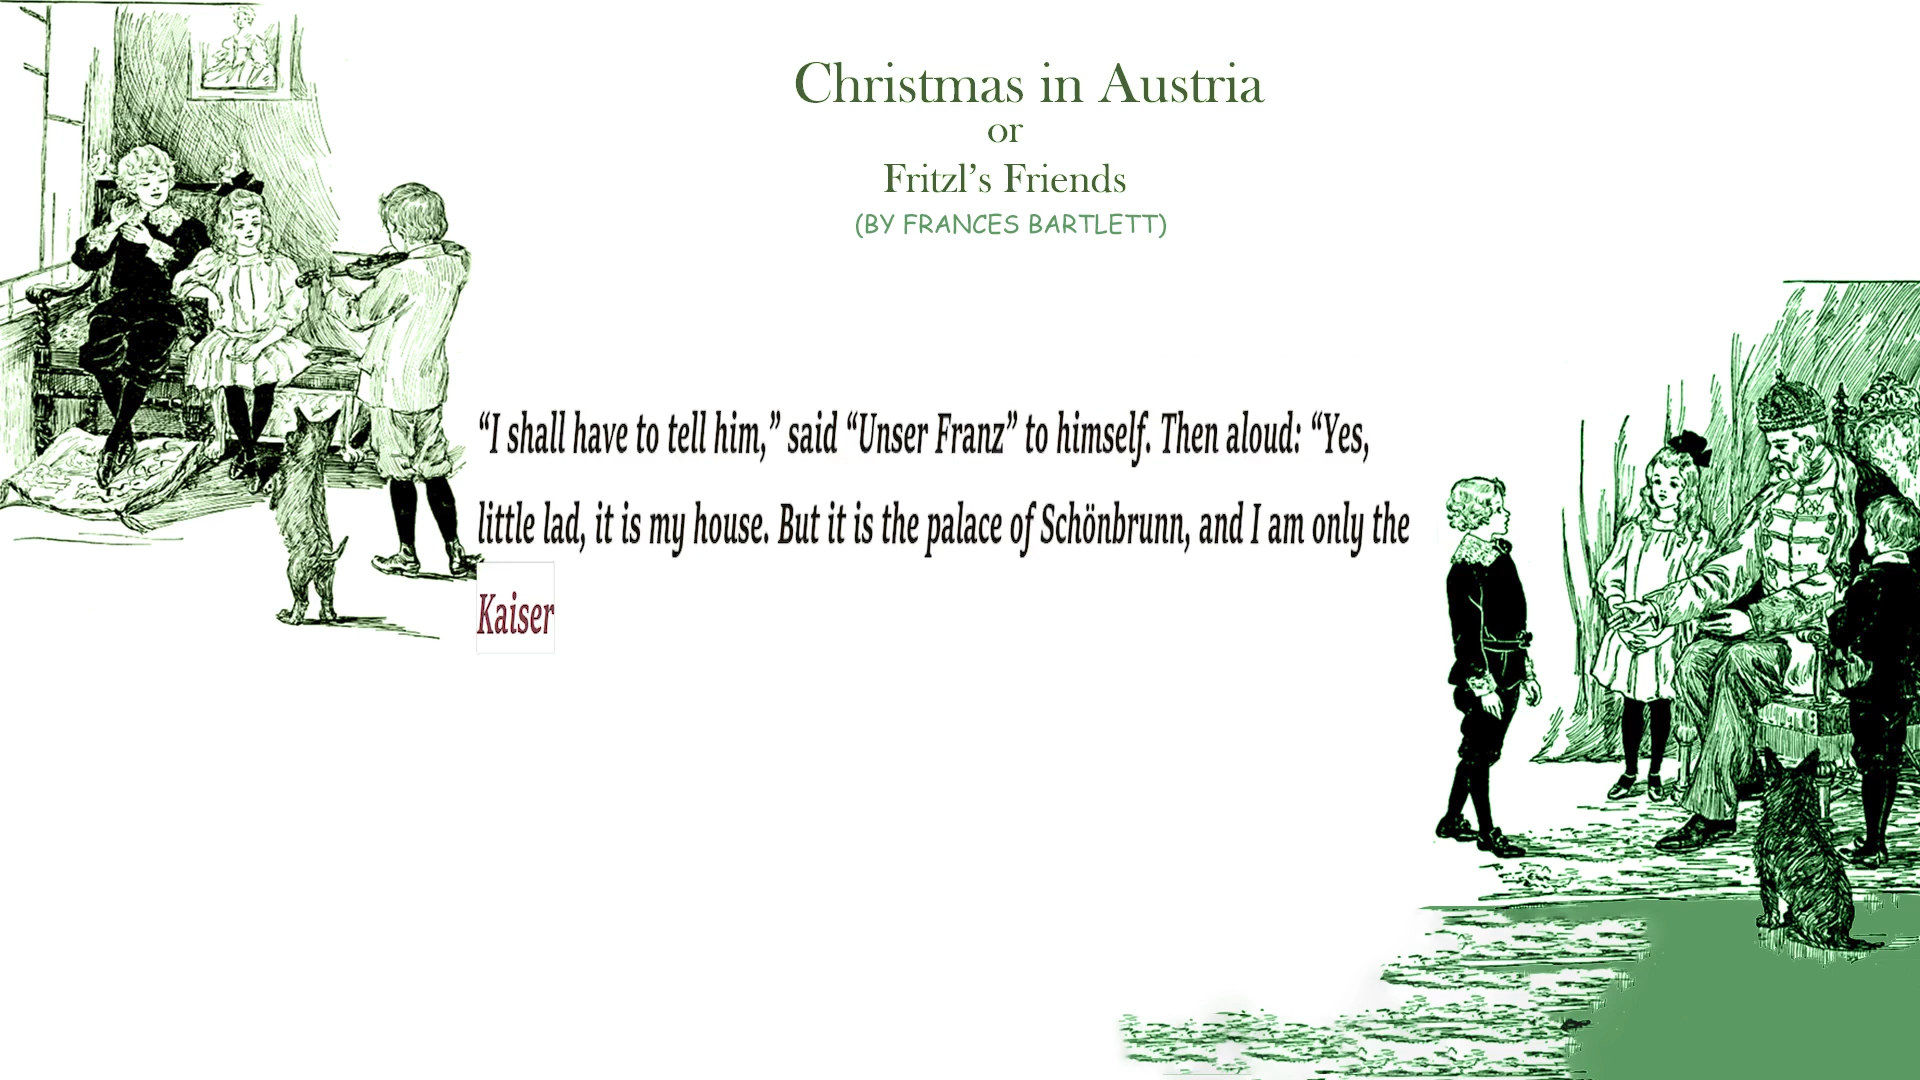 Christmas in Austria
or
Fritzl’s Friends
(BY FRANCES BARTLETT)
“I shall have to tell him,” said “Unser Franz” to himself. Then aloud: “Yes,
little lad, it is my house. But it is the palace of Schönbrunn, and I am only the
Kaiser